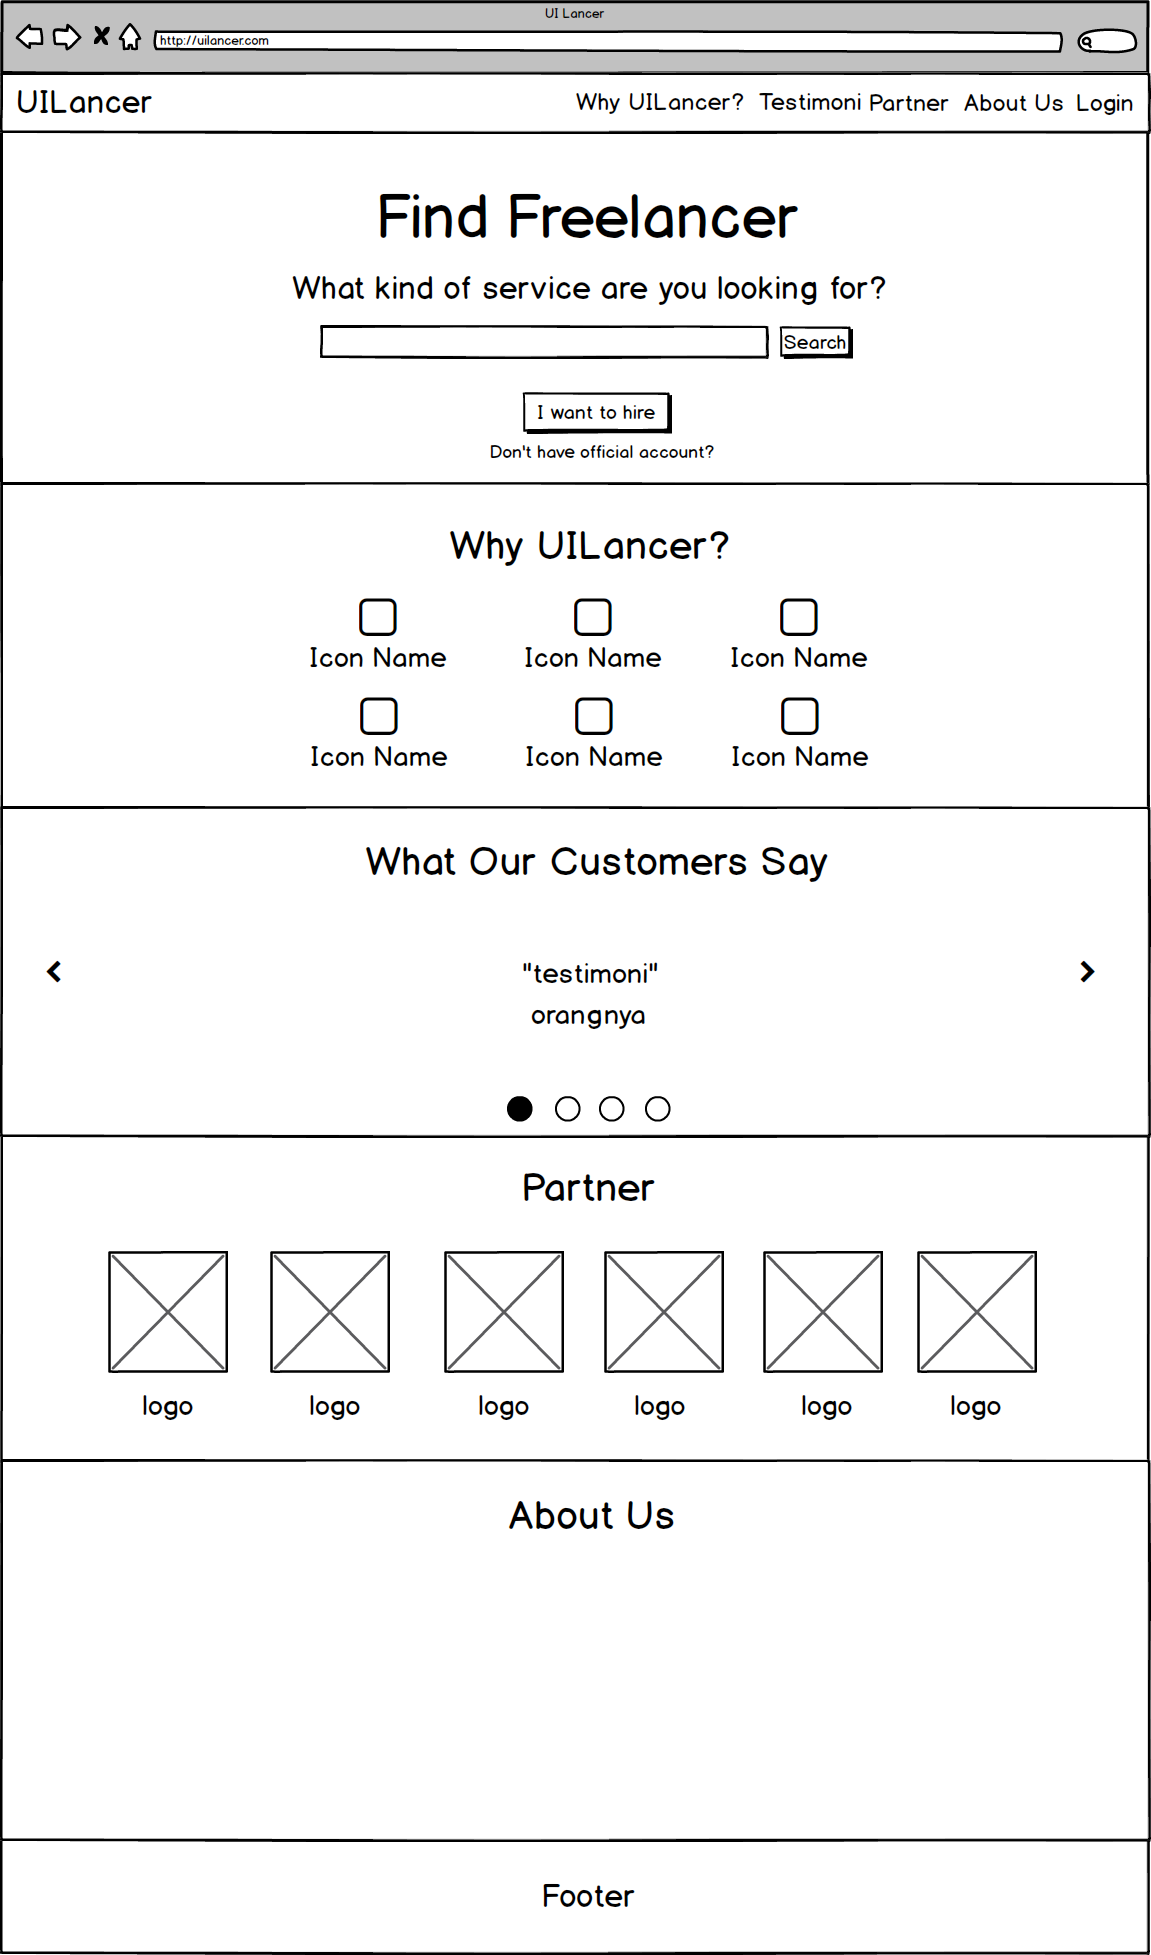 UI Lancer
http://uilancer.com
UILancer Why UILancer? Testimoni Partner About Us Login
Find Freelancer
What kind of service are you looking for?
Search
I want to hire
Don't have official account?
Why UILancer?
Icon Name Icon Name Icon Name
Icon Name Icon Name Icon Name
What Our Customers Say
"testimoni"
orangnya
Partner
logo logo logo logo logo logo
About Us
Footer